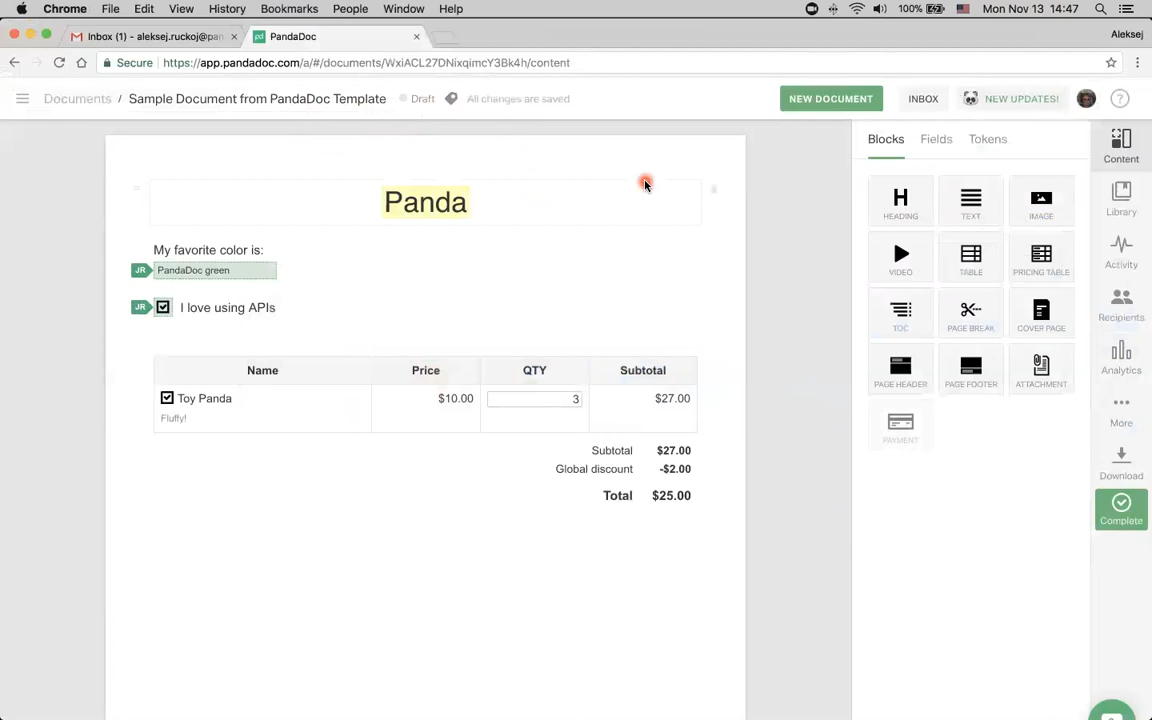 Chrome File Edit View History Bookmarks People Window Help 100% Mon Nov 13 14:47
Inbox (1) - aleksej.ruckoj@pan × pd PandaDoc × Aleksej
Secure https://app.pandadoc.com/a/#/documents/WxiACL27DNixqimcY3Bk4h/content
Documents / Sample Document from PandaDoc Template Draft All changes are saved NEW DOCUMENT INBOX NEW UPDATES! ?
Blocks Fields Tokens
Content
Library
Activity
Recipients
Analytics
More
Download
Complete
H
HEADING TEXT IMAGE
VIDEO TABLE PRICING TABLE
TOC PAGE BREAK COVER PAGE
PAGE HEADER PAGE FOOTER ATTACHMENT
PAYMENT
Panda
My favorite color is:
JR PandaDoc green
JR I love using APIs
Name Price QTY Subtotal
Toy Panda $10.00 3 $27.00
Fluffy!
Subtotal $27.00
Global discount -$2.00
Total $25.00